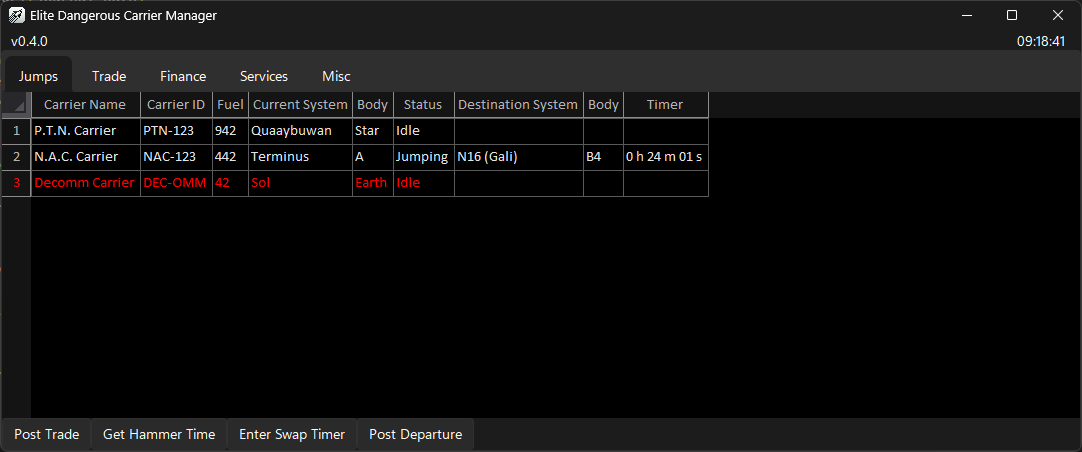 Elite Dangerous Carrier Manager
v0.4.0 09:18:41
Jumps Trade Finance Services Misc
Carrier Name Carrier ID Fuel Current System Body Status Destination System Body Timer
1 P.T.N. Carrier PTN-123 942 Quaaybuwan Star Idle
2 N.A.C. Carrier NAC-123 442 Terminus A Jumping N16 (Gali) B4 0 h 24 m 01 s
3 Decomm Carrier DEC-OMM 42 Sol Earth Idle
Post Trade Get Hammer Time Enter Swap Timer Post Departure